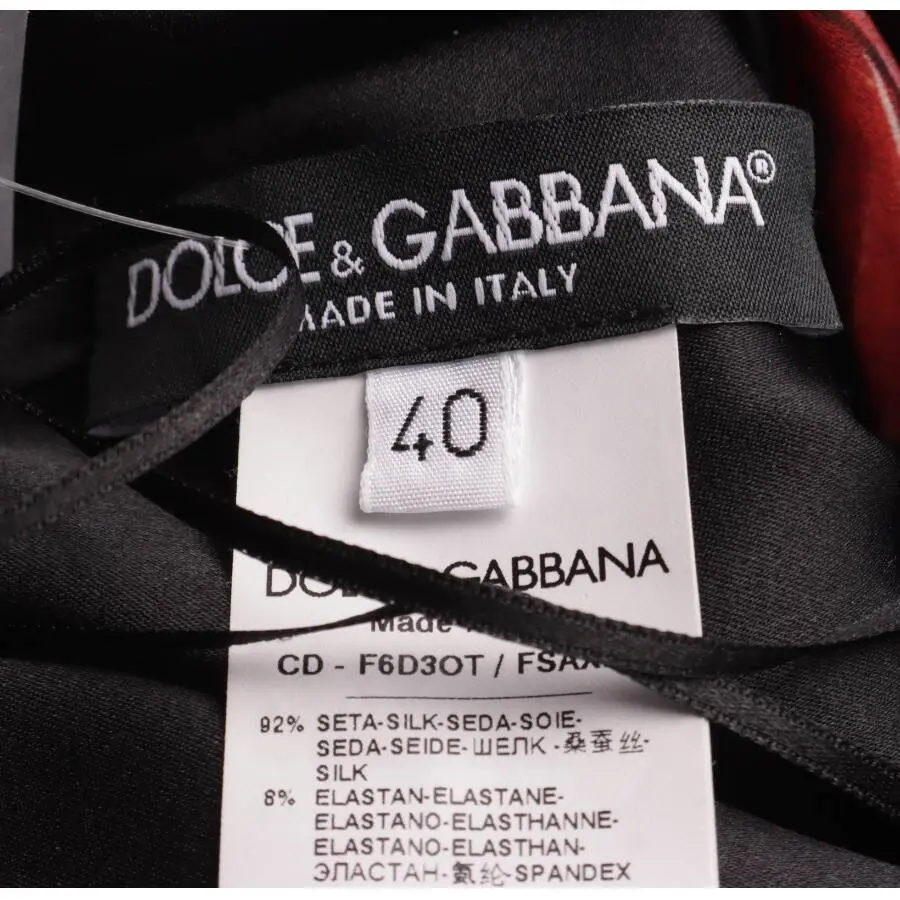 DOLCE & GABBANA®
MADE IN ITALY
40
GABBANA
Made
CD - F6D3OT /
92% SETA-SILK-SEDA-SOIE-
SEDA-SEIDE-ШЕЛК -桑蚕丝-
SILK
8% ELASTAN-ELASTANE-
ELASTANO-ELASTHANNE-
ELASTANO-ELASTHAN-
ЭЛАСТАН-氨纶-SPANDEX